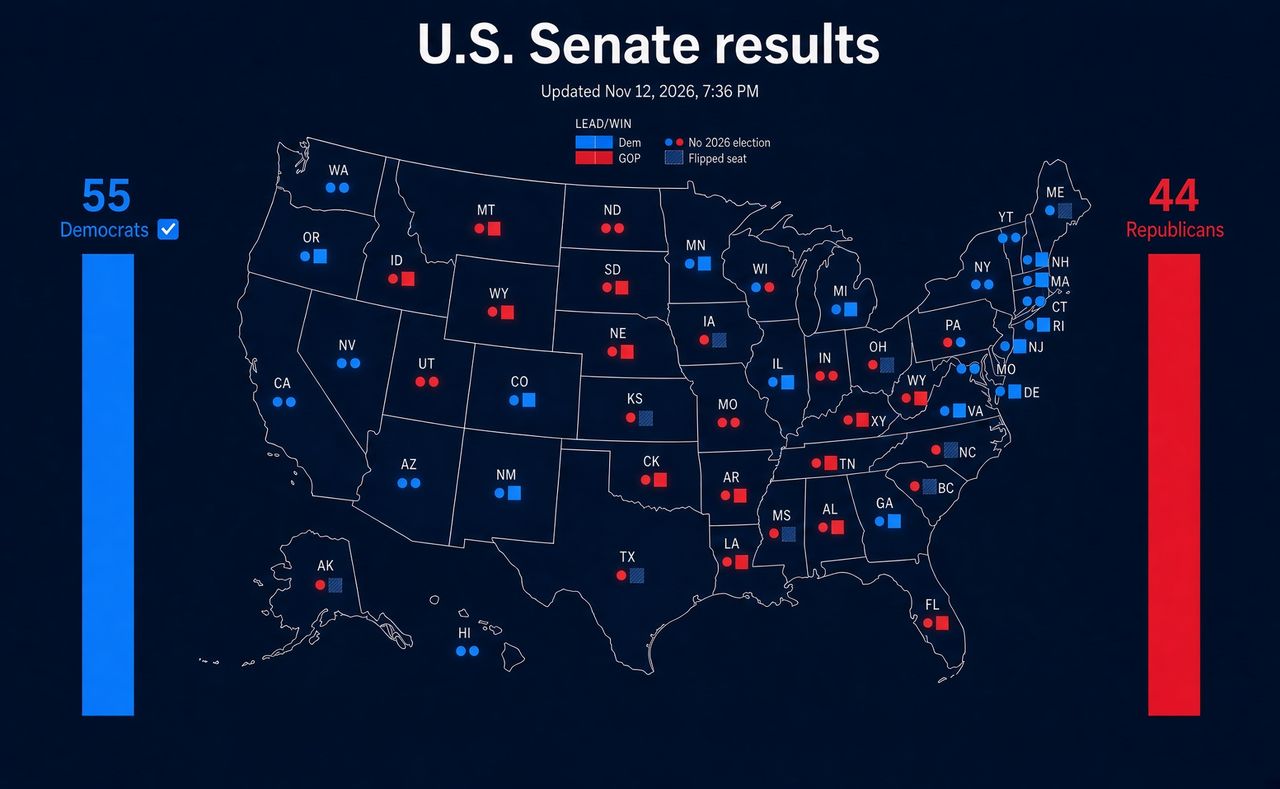 U.S. Senate results
Updated Nov 12, 2026, 7:36 PM
LEAD/WIN
Dem
No 2026 election
GOP
Flipped seat
55
Democrats
44
Republicans
WA
MT
ND
MN
ME
YT
OR
ID
SD
WI
NY
NH
MA
WY
MI
CT
NE
IA
PA
RI
NV
UT
CO
IL
IN
OH
NJ
CA
KS
MO
WY
MO
DE
XY
VA
AZ
NM
CK
AR
TN
NC
BC
MS
AL
GA
TX
LA
AK
FL
HI